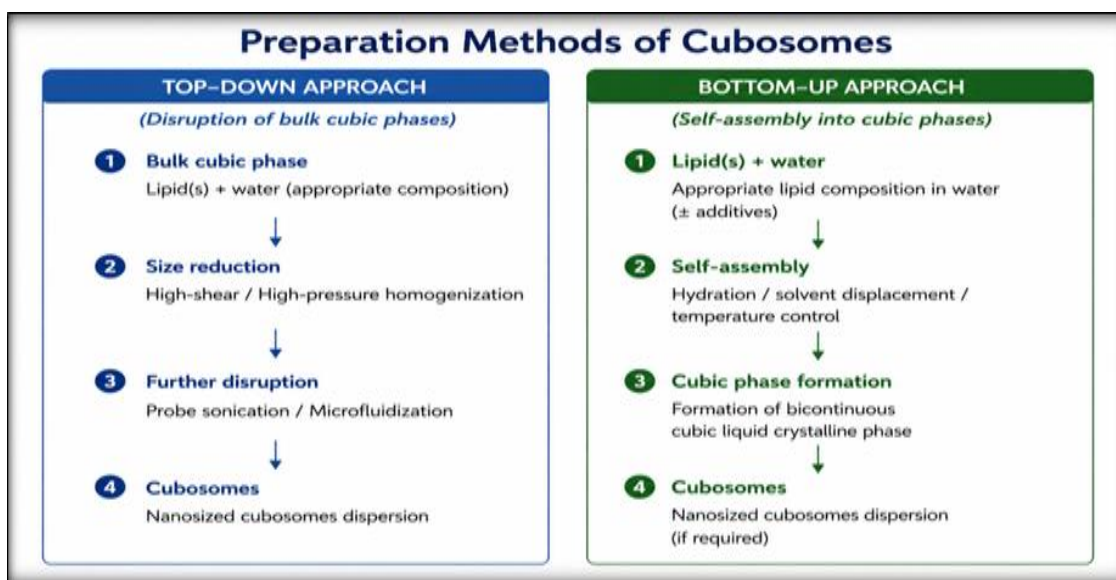 Preparation Methods of Cubosomes
TOP–DOWN APPROACH
(Disruption of bulk cubic phases)
1 Bulk cubic phase
Lipid(s) + water (appropriate composition)
2 Size reduction
High-shear / High-pressure homogenization
3 Further disruption
Probe sonication / Microfluidization
4 Cubosomes
Nanosized cubosomes dispersion
BOTTOM–UP APPROACH
(Self-assembly into cubic phases)
1 Lipid(s) + water
Appropriate lipid composition in water
(± additives)
2 Self-assembly
Hydration / solvent displacement /
temperature control
3 Cubic phase formation
Formation of bicontinuous
cubic liquid crystalline phase
4 Cubosomes
Nanosized cubosomes dispersion
(if required)